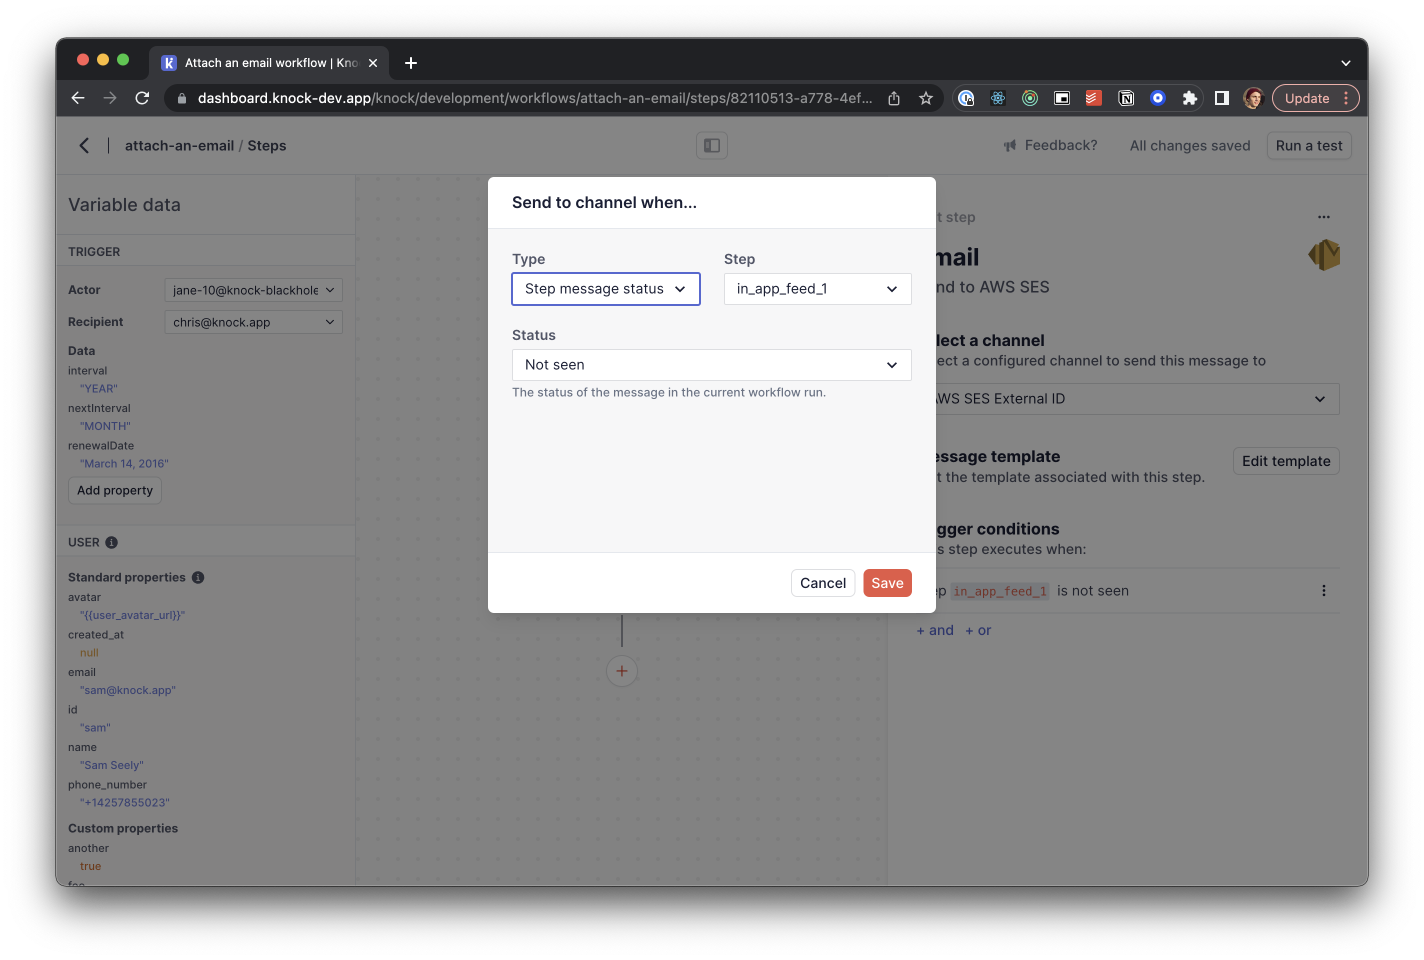 Attach an email workflow | Kno
dashboard.knock-dev.app/knock/development/workflows/attach-an-email/steps/82110513-a778-4ef...
Update
attach-an-email / Steps
Feedback?
All changes saved
Run a test
Variable data
TRIGGER
Actor
jane-10@knock-blackhole
Recipient
chris@knock.app
Data
interval
"YEAR"
nextInterval
"MONTH"
renewalDate
"March 14, 2016"
Add property
USER
Standard properties
avatar
"{{user_avatar_url}}"
created_at
null
email
"sam@knock.app"
id
"sam"
name
"Sam Seely"
phone_number
"+14257855023"
Custom properties
another
true
Send to channel when...
Type
Step
Step message status
in_app_feed_1
Status
Not seen
The status of the message in the current workflow run.
Cancel
Save
t step
mail
nd to AWS SES
lect a channel
ect a configured channel to send this message to
AWS SES External ID
essage template
t the template associated with this step.
Edit template
gger conditions
s step executes when:
ep in_app_feed_1 is not seen
+ and + or